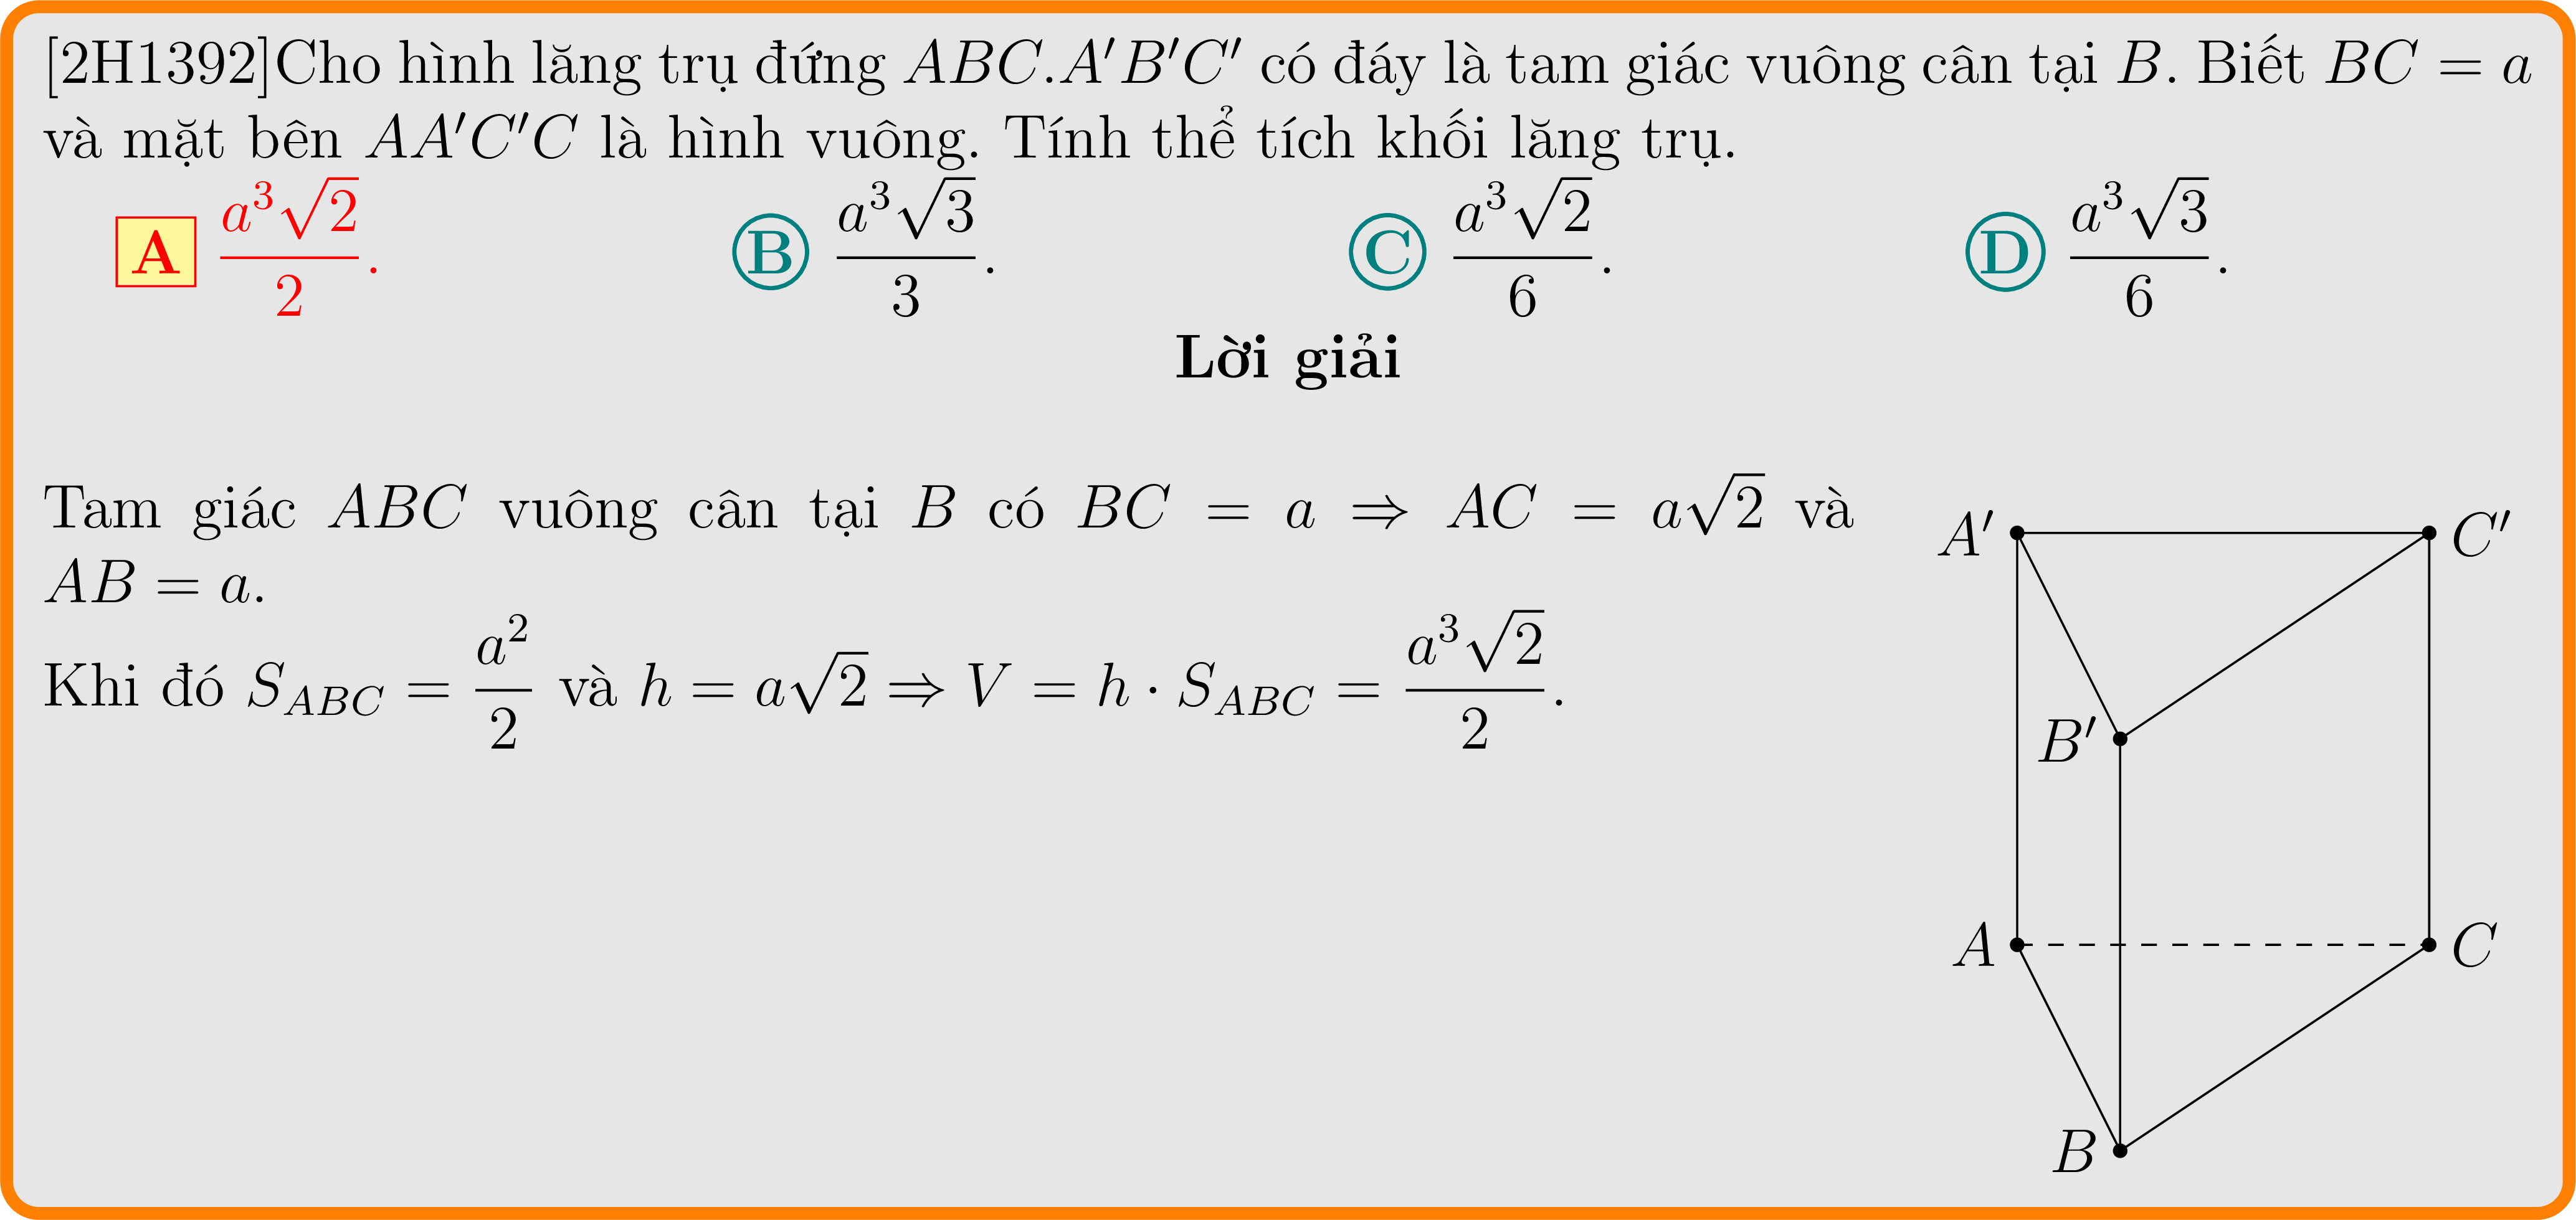 [2H1392]Cho hình lăng trụ đứng ABC.A′B′C′ có đáy là tam giác vuông cân tại B. Biết BC = a
và mặt bên AA′C′C là hình vuông. Tính thể tích khối lăng trụ.
A $\frac{a^3\sqrt{2}}{2}$. B $\frac{a^3\sqrt{3}}{3}$. C $\frac{a^3\sqrt{2}}{6}$. D $\frac{a^3\sqrt{3}}{6}$.
Lời giải
Tam giác ABC vuông cân tại B có BC = a ⇒ AC = a√2 và
AB = a.
Khi đó $S_{ABC} = \frac{a^2}{2}$ và $h = a\sqrt{2} \Rightarrow V = h \cdot S_{ABC} = \frac{a^3\sqrt{2}}{2}$.
A′ C′
B′
A C
B